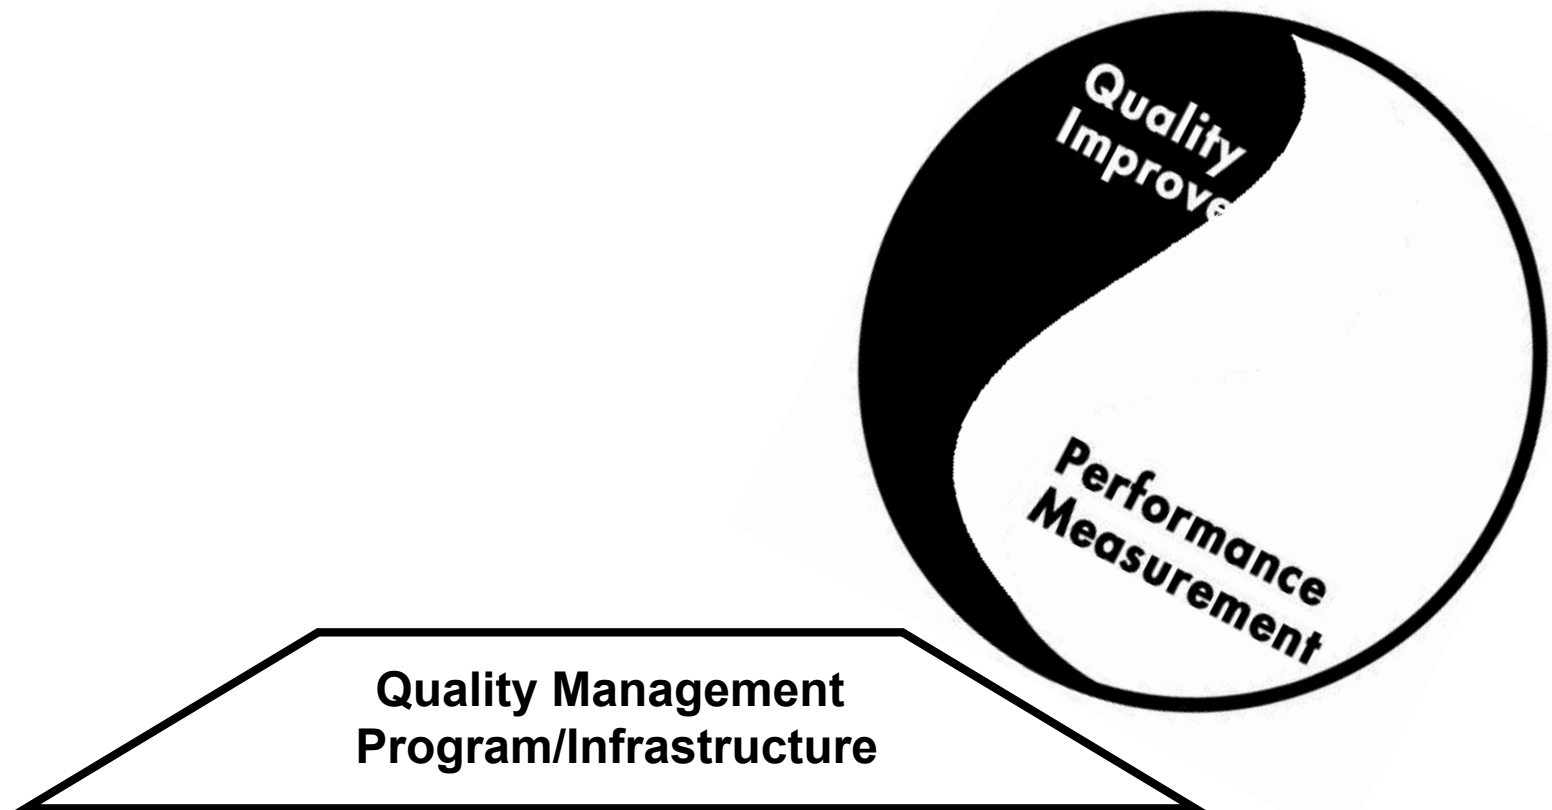 Quality
Improve
Performance
Measurement
Quality Management
Program/Infrastructure